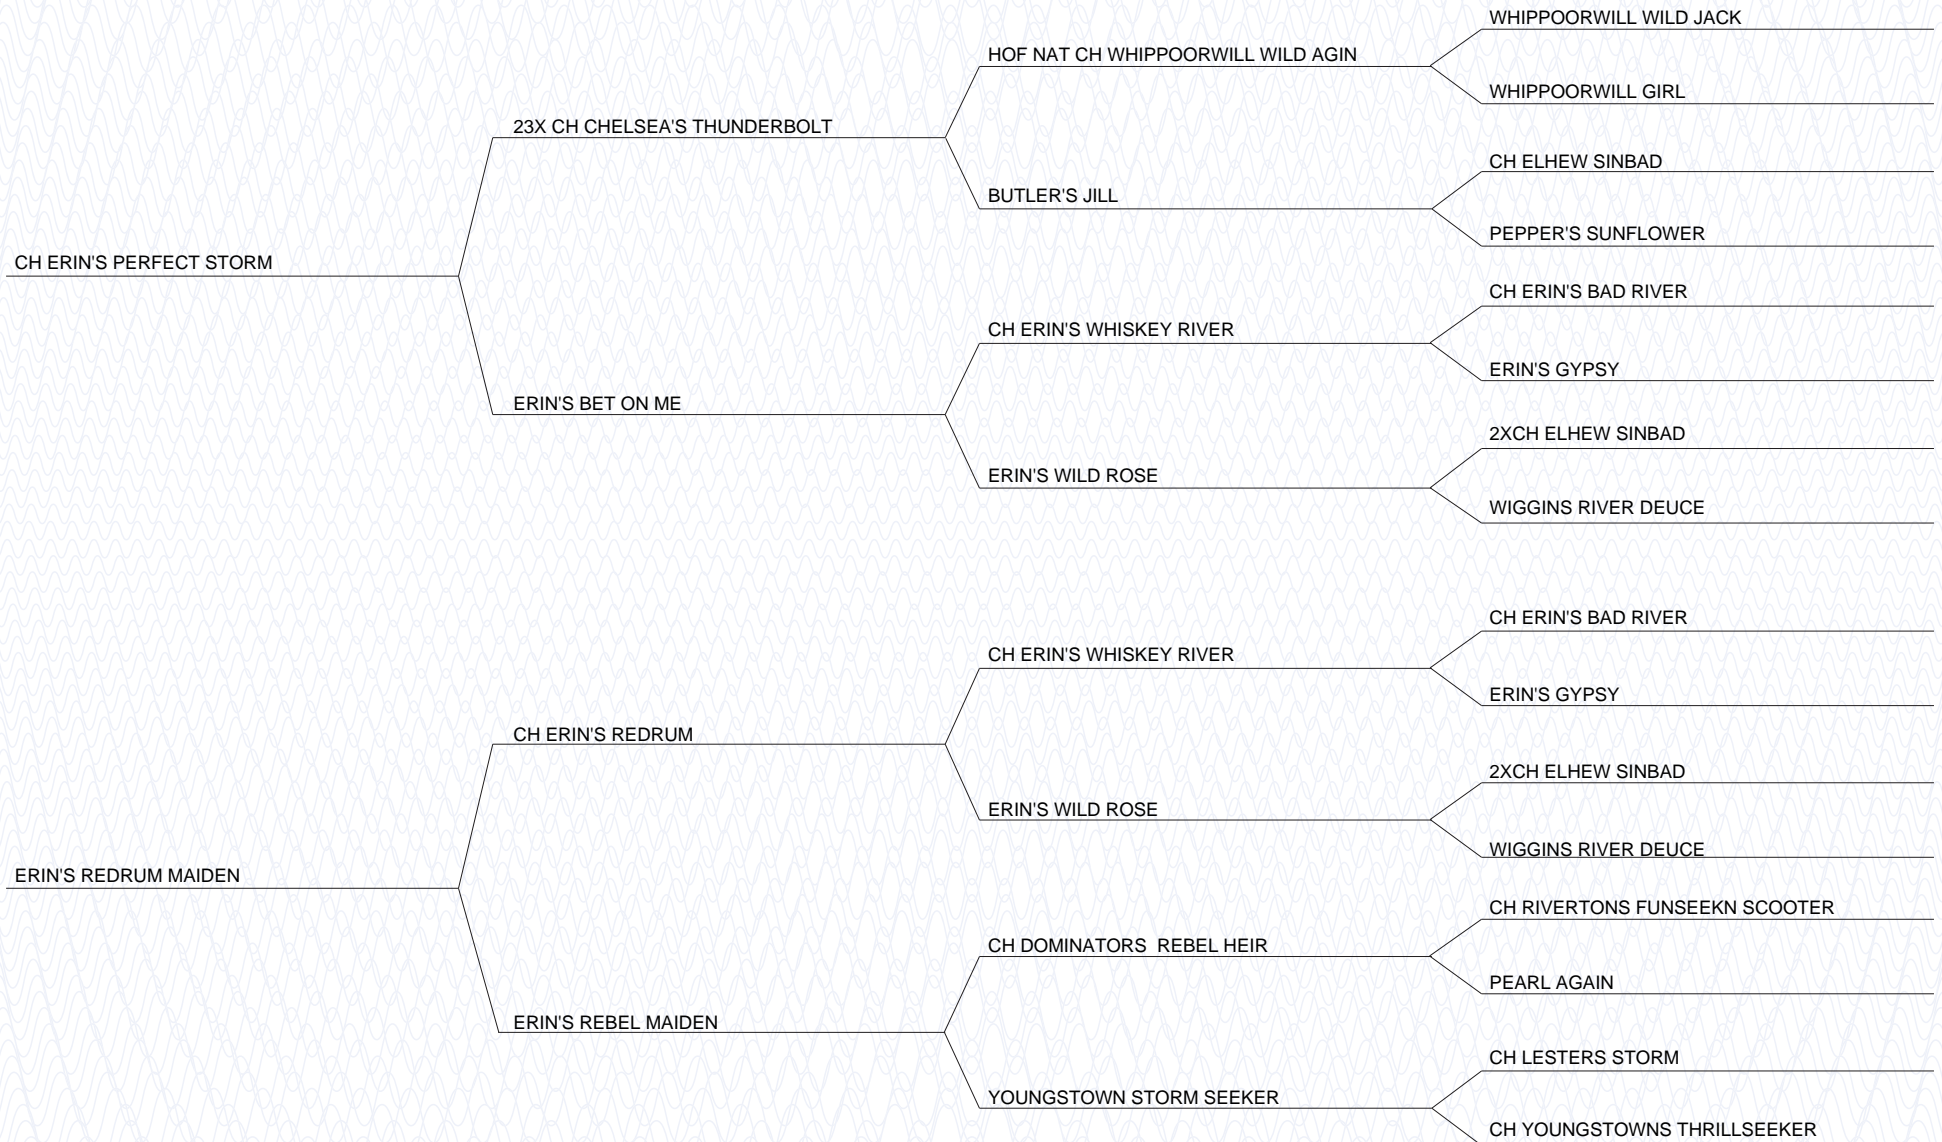 WHIPPOORWILL WILD JACK
HOF NAT CH WHIPPOORWILL WILD AGIN
WHIPPOORWILL GIRL
23X CH CHELSEA'S THUNDERBOLT
CH ELHEW SINBAD
BUTLER'S JILL
PEPPER'S SUNFLOWER
CH ERIN'S PERFECT STORM
CH ERIN'S BAD RIVER
CH ERIN'S WHISKEY RIVER
ERIN'S GYPSY
ERIN'S BET ON ME
2XCH ELHEW SINBAD
ERIN'S WILD ROSE
WIGGINS RIVER DEUCE
CH ERIN'S BAD RIVER
CH ERIN'S WHISKEY RIVER
ERIN'S GYPSY
CH ERIN'S REDRUM
2XCH ELHEW SINBAD
ERIN'S WILD ROSE
WIGGINS RIVER DEUCE
ERIN'S REDRUM MAIDEN
CH RIVERTONS FUNSEEKN SCOOTER
CH DOMINATORS  REBEL HEIR
PEARL AGAIN
ERIN'S REBEL MAIDEN
CH LESTERS STORM
YOUNGSTOWN STORM SEEKER
CH YOUNGSTOWNS THRILLSEEKER